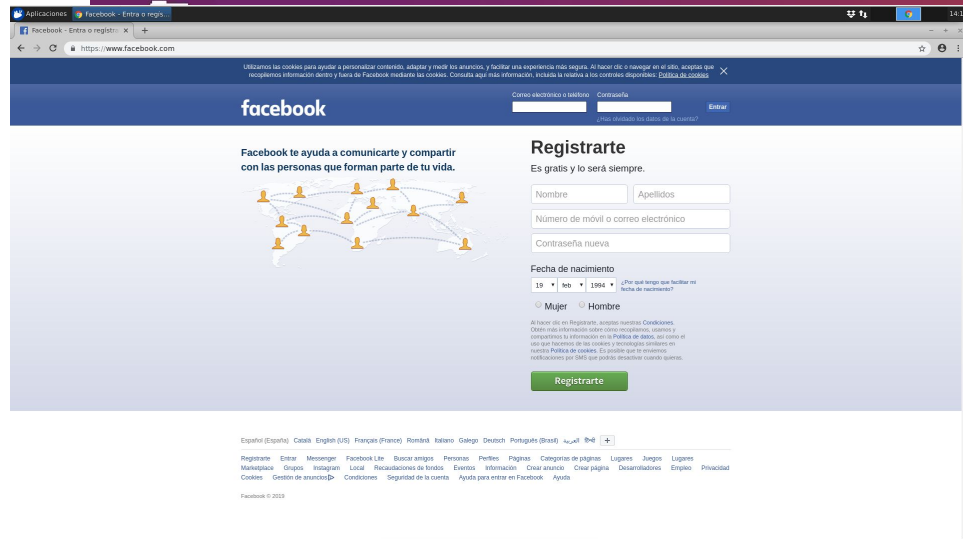 Aplicaciones Facebook - Entra o regis...
14:1
Facebook - Entra o registr
https://www.facebook.com
Utilizamos las cookies para ayudar a personalizar contenido, adaptar y medir los anuncios, y facilitar una experiencia más segura. Al hacer clic o navegar en el sitio, aceptas que
recopilemos información dentro y fuera de Facebook mediante las cookies. Consulta aquí más información, incluida la relativa a los controles disponibles: Política de cookies
facebook
Correo electrónico o teléfono Contraseña
Entrar
¿Has olvidado los datos de la cuenta?
Facebook te ayuda a comunicarte y compartir
con las personas que forman parte de tu vida.
Registrarte
Es gratis y lo será siempre.
Nombre Apellidos
Número de móvil o correo electrónico
Contraseña nueva
Fecha de nacimiento
19 feb 1994
¿Por qué tengo que facilitar mi
fecha de nacimiento?
Mujer Hombre
Al hacer clic en Registrarte, aceptas nuestras Condiciones.
Obtén más información sobre cómo recopilamos, usamos y
compartimos tu información en la Política de datos, así como el
uso que hacemos de las cookies y tecnologías similares en
nuestra Política de cookies. Es posible que te enviemos
notificaciones por SMS que podrás desactivar cuando quieras.
Registrarte
Español (España) Català English (US) Français (France) Română Italiano Galego Deutsch Português (Brasil) العربية हिन्दी
Registrarte Entrar Messenger Facebook Lite Buscar amigos Personas Perfiles Páginas Categorías de páginas Lugares Juegos Lugares
Marketplace Grupos Instagram Local Recaudaciones de fondos Eventos Información Crear anuncio Crear página Desarrolladores Empleo Privacidad
Cookies Gestión de anuncios Condiciones Seguridad de la cuenta Ayuda para entrar en Facebook Ayuda
Facebook © 2019